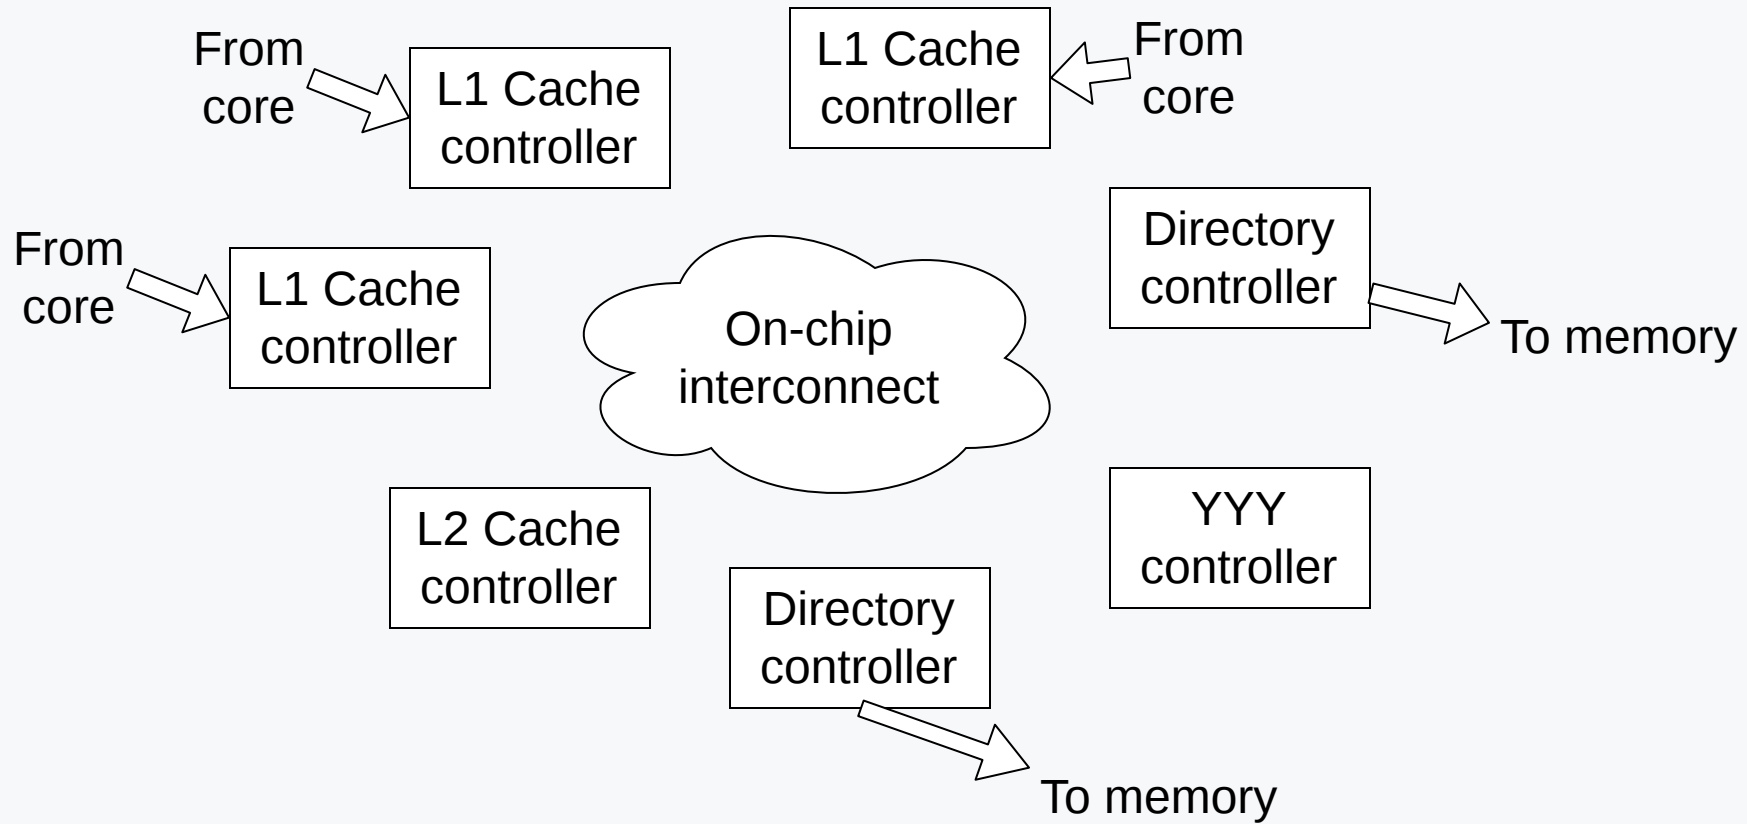 From
core
L1 Cache
controller
L1 Cache
controller
From
core
From
core
L1 Cache
controller
Directory
controller
To memory
On-chip
interconnect
L2 Cache
controller
YYY
controller
Directory
controller
To memory